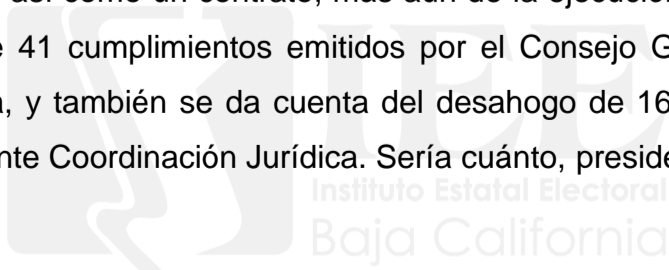 así como un contrato, más aún de la ejecución
41 cumplimientos emitidos por el Consejo G
y también se da cuenta del desahogo de 16
nte Coordinación Jurídica. Sería cuánto, preside
IEE
Instituto Estatal Electoral
Baja California